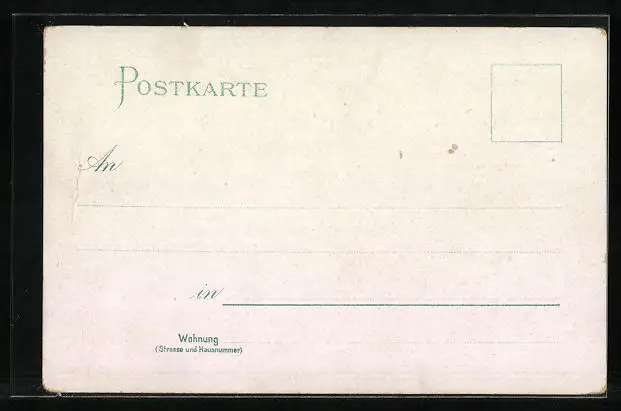 POSTKARTE
An
in
Wohnung
(Strasse und Hausnummer)